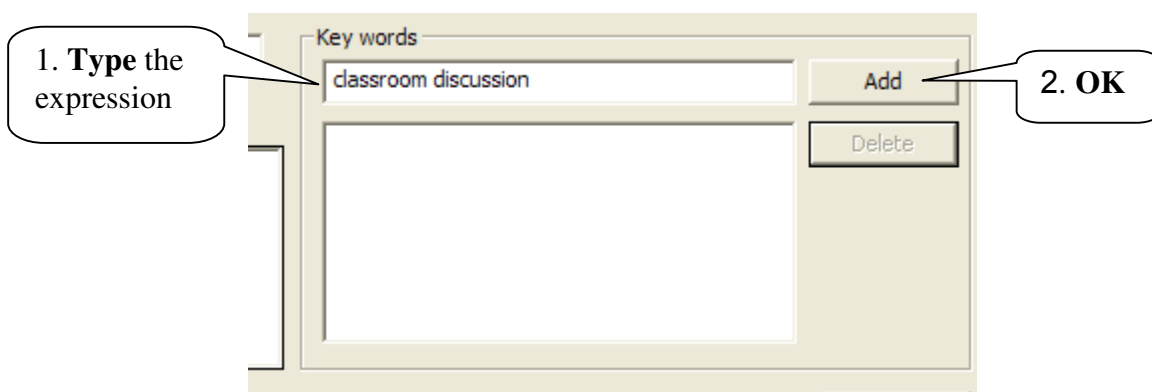 Key words
1. Type the
expression
classroom discussion
Add
2. OK
Delete